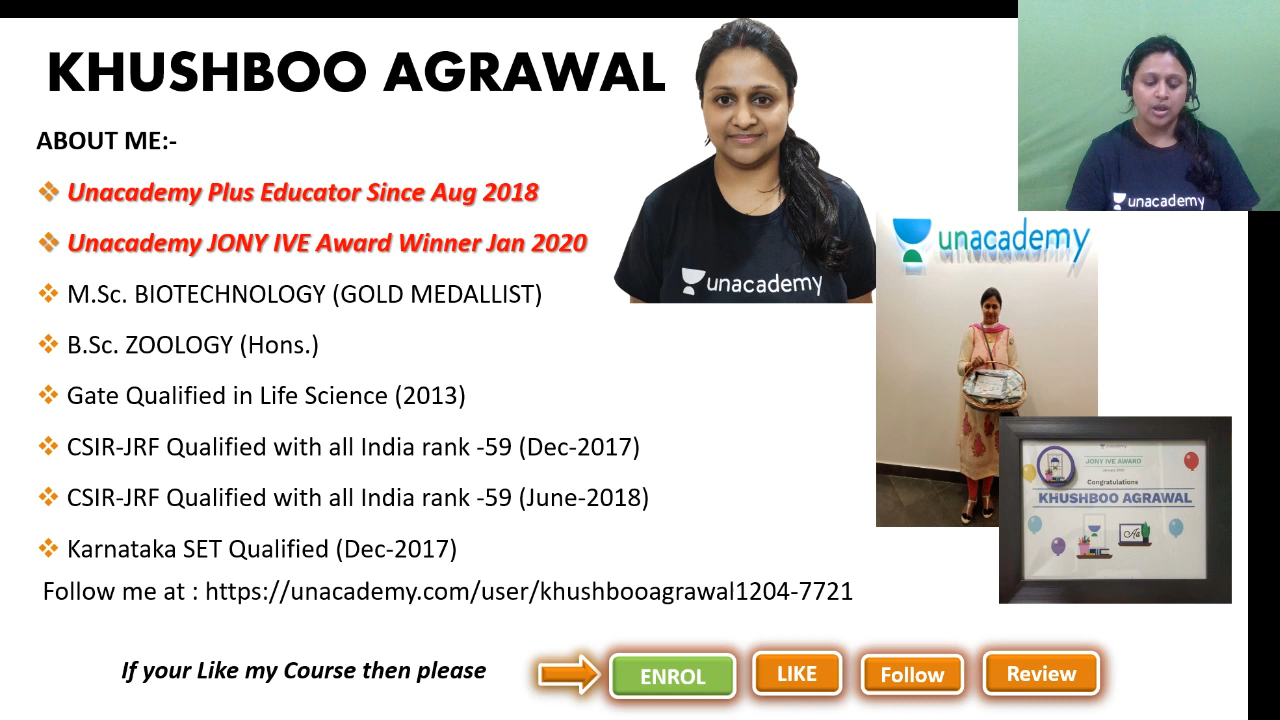 KHUSHBOO AGRAWAL
ABOUT ME:-
Unacademy Plus Educator Since Aug 2018
Unacademy JONY IVE Award Winner Jan 2020
M.Sc. BIOTECHNOLOGY (GOLD MEDALLIST)
B.Sc. ZOOLOGY (Hons.)
Gate Qualified in Life Science (2013)
CSIR-JRF Qualified with all India rank -59 (Dec-2017)
CSIR-JRF Qualified with all India rank -59 (June-2018)
Karnataka SET Qualified (Dec-2017)
Follow me at : https://unacademy.com/user/khushbooagrawal1204-7721
If your Like my Course then please
ENROL
LIKE
Follow
Review
unacademy
unacademy
unacademy
unacademy
JONY IVE AWARD
January 2020
Congratulations
KHUSHBOO AGRAWAL
Aa